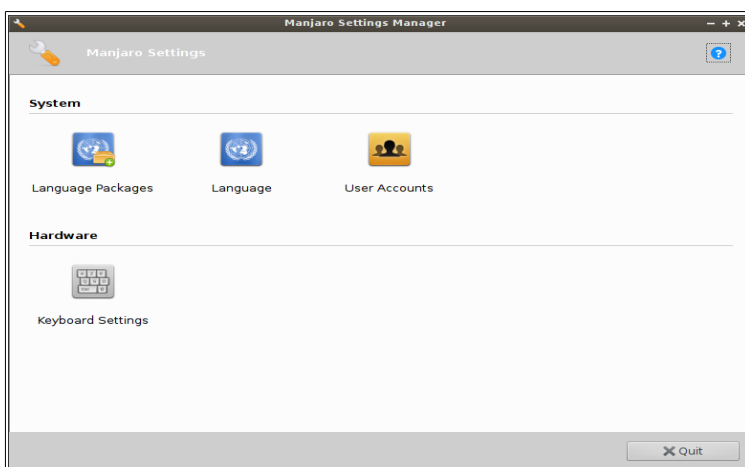 Manjaro Settings Manager
Manjaro Settings
System
Language Packages
Language
User Accounts
Hardware
Keyboard Settings
Quit